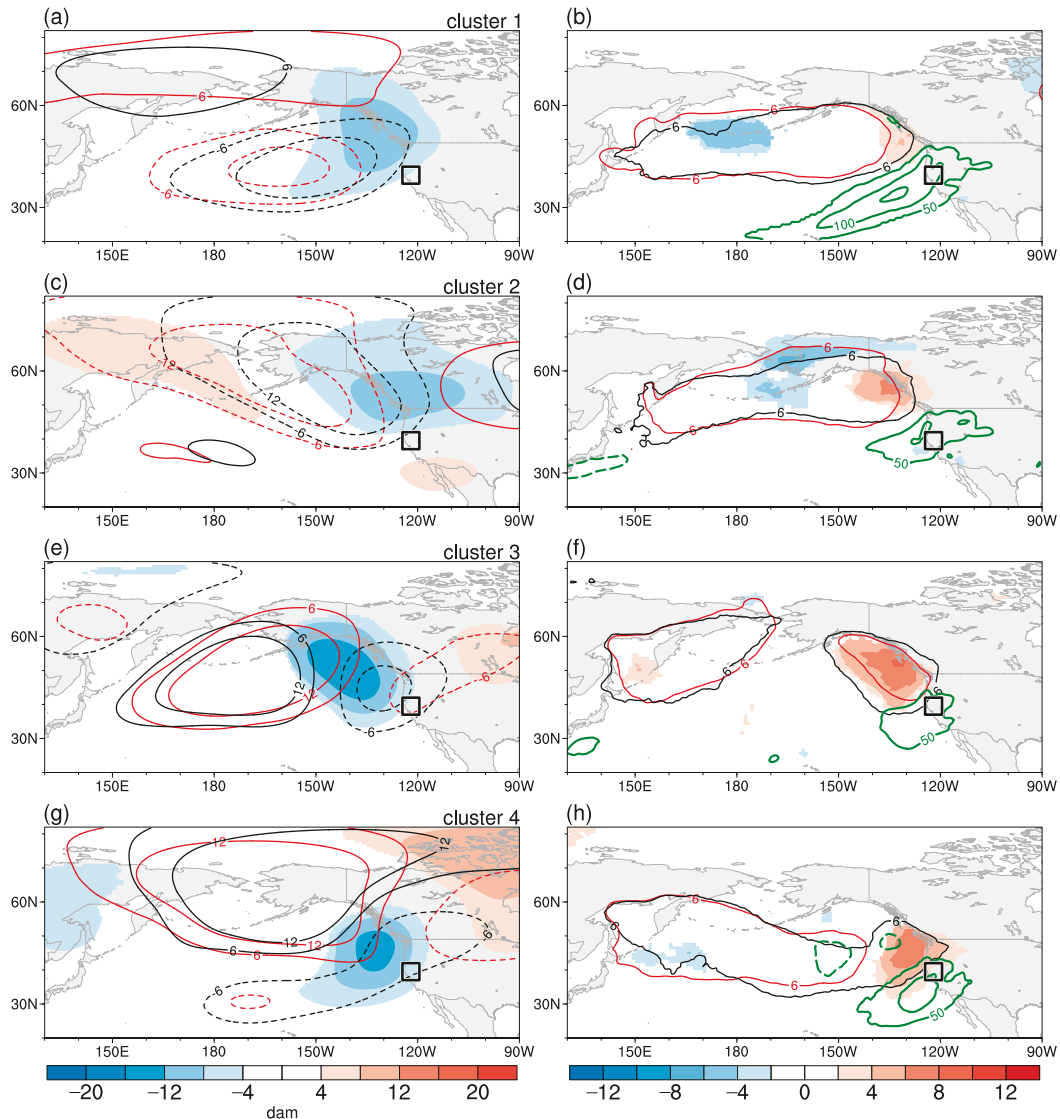 (a) cluster 1 (b)
60N 60N
30N 30N
6 6 -6 -6
6 6 50 100
150E 180 150W 120W 90W 150E 180 150W 120W 90W
(c) cluster 2 (d)
60N 60N
30N 30N
-12 -12 -6 -6
6 6 6 6 50
150E 180 150W 120W 90W 150E 180 150W 120W 90W
(e) cluster 3 (f)
60N 60N
30N 30N
6 6 12 12 -6 -6
6 6 6 50
150E 180 150W 120W 90W 150E 180 150W 120W 90W
(g) cluster 4 (h)
60N 60N
30N 30N
12 12 12 12 6 6 -6 6
6 6 6 6 50
150E 180 150W 120W 90W 150E 180 150W 120W 90W
−20 −12 −4 4 12 20 −12 −8 −4 0 4 8 12
dam